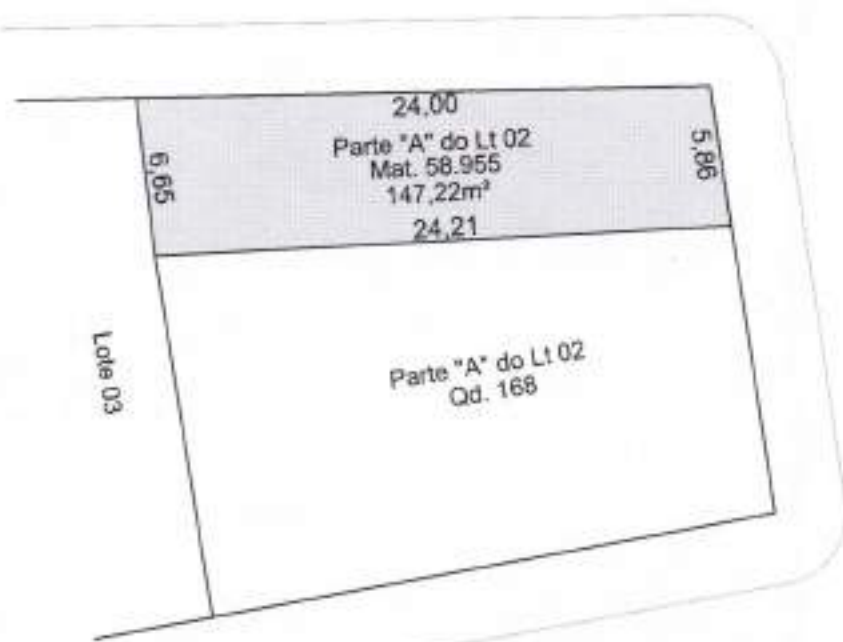 24,00
Parte "A" do Lt 02
Mat. 58.955
147,22m²
24,21
6,65
5,86
Lote 03
Parte "A" do Lt 02
Qd. 168